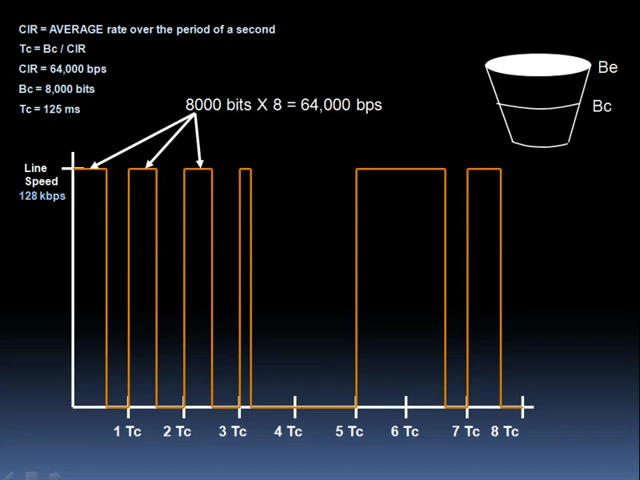 CIR = AVERAGE rate over the period of a second
Tc = Bc / CIR
CIR = 64,000 bps
Bc = 8,000 bits
Tc = 125 ms
8000 bits X 8 = 64,000 bps
Be
Bc
Line
Speed
128 kbps
1 Tc 2 Tc 3 Tc 4 Tc 5 Tc 6 Tc 7 Tc 8 Tc